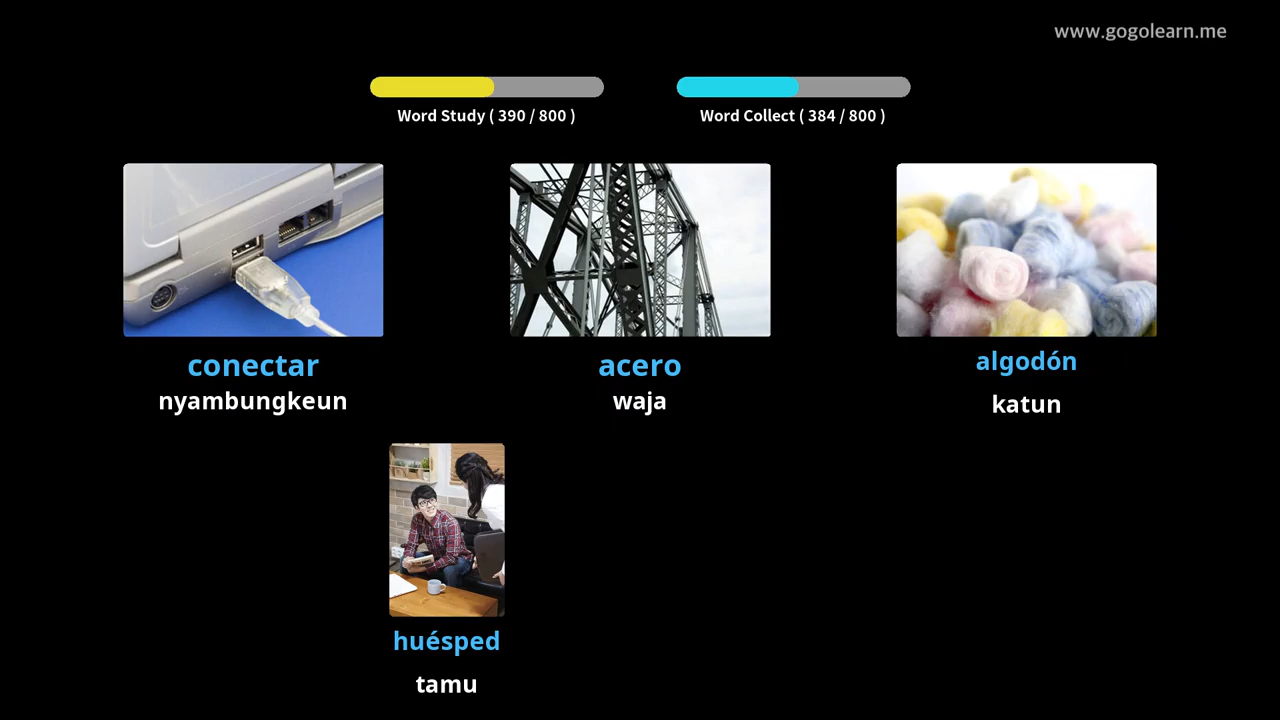 www.gogolearn.me
Word Study ( 390 / 800 )
Word Collect ( 384 / 800 )
conectar
nyambungkeun
acero
waja
algodón
katun
huésped
tamu